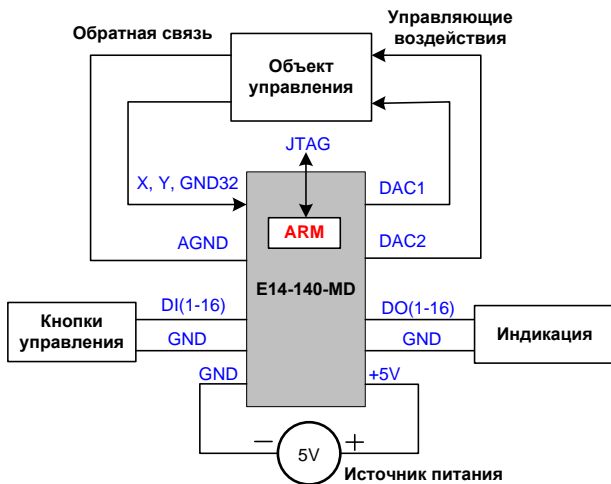 Обратная связь
Управляющие
воздействия
Объект
управления
JTAG
X, Y, GND32
DAC1
ARM
AGND
DAC2
E14-140-MD
DI(1-16)
DO(1-16)
Кнопки
управления
GND
GND
Индикация
GND
+5V
− +
5V
Источник питания